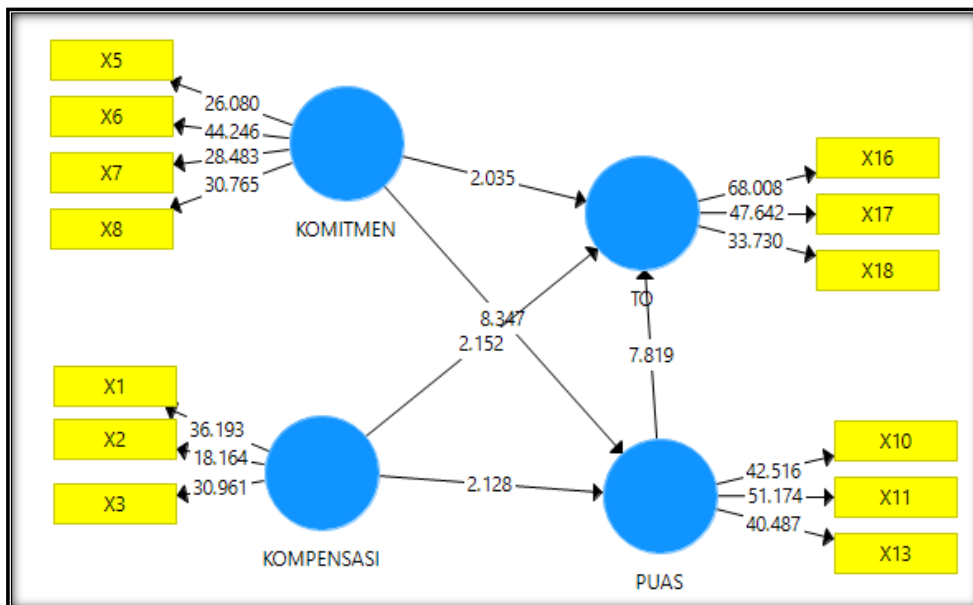 X5
X6
X7
X8
26.080
44.246
28.483
30.765
KOMITMEN
2.035
TO
68.008
47.642
33.730
X16
X17
X18
8.347
2.152
7.819
X1
X2
X3
36.193
18.164
30.961
KOMPENSASI
2.128
PUAS
42.516
51.174
40.487
X10
X11
X13